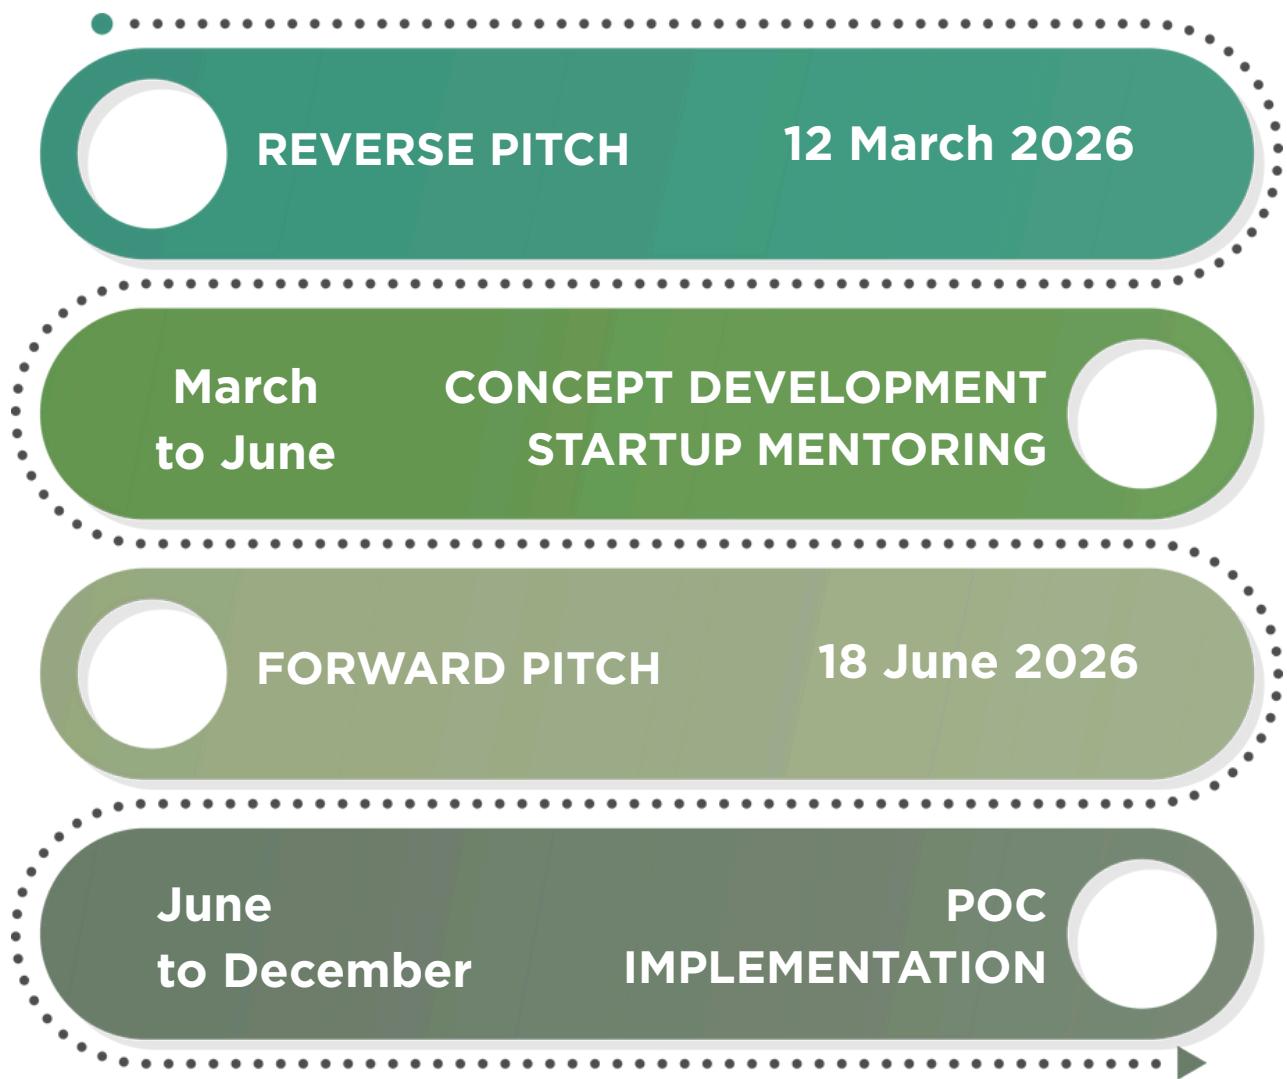 REVERSE PITCH
12 March 2026
March
to June
CONCEPT DEVELOPMENT
STARTUP MENTORING
FORWARD PITCH
18 June 2026
June
to December
POC
IMPLEMENTATION